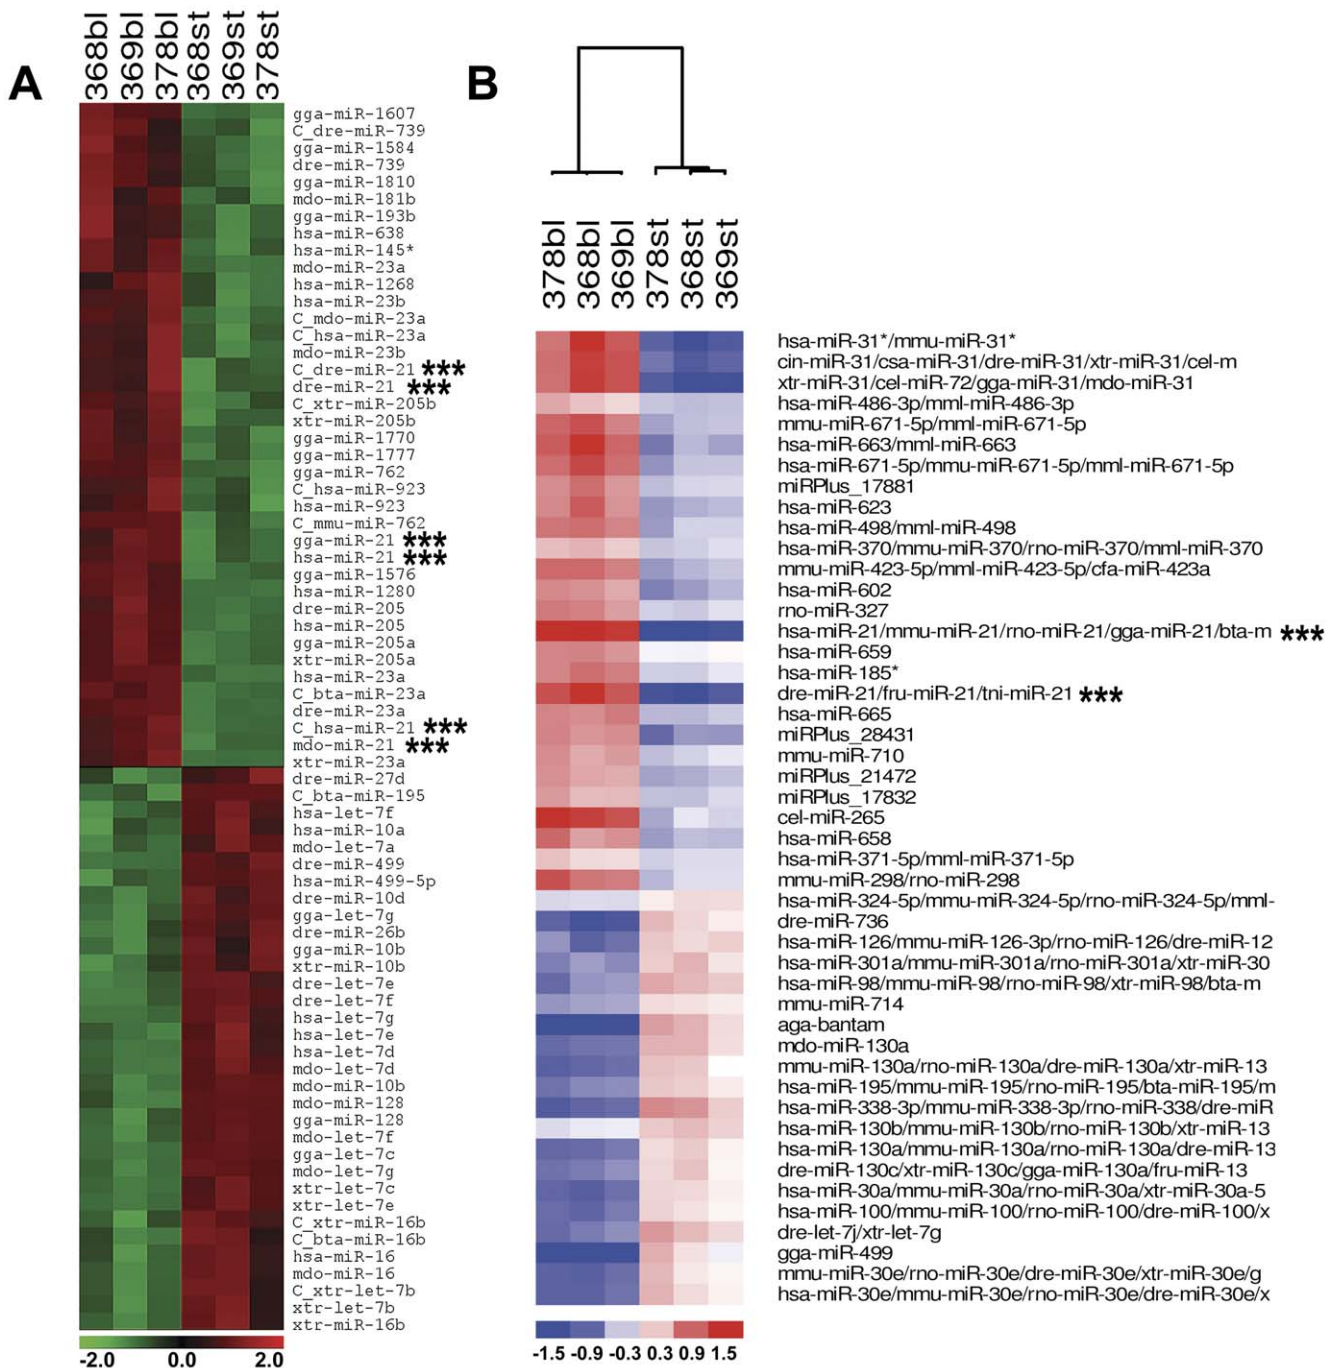 A
368bl
369bl
378bl
368st
369st
378st
gga-miR-1607
C_dre-miR-739
gga-miR-1584
dre-miR-739
gga-miR-1810
mdo-miR-181b
gga-miR-193b
hsa-miR-638
hsa-miR-145*
mdo-miR-23a
hsa-miR-1268
hsa-miR-23b
C_mdo-miR-23a
C_hsa-miR-23a
mdo-miR-23b
C_dre-miR-21 ***
dre-miR-21 ***
C_xtr-miR-205b
xtr-miR-205b
gga-miR-1770
gga-miR-1777
gga-miR-762
C_hsa-miR-923
hsa-miR-923
C_mmu-miR-762
gga-miR-21 ***
hsa-miR-21 ***
gga-miR-1576
hsa-miR-1280
dre-miR-205
hsa-miR-205
gga-miR-205a
xtr-miR-205a
hsa-miR-23a
C_bta-miR-23a
dre-miR-23a
C_hsa-miR-21 ***
mdo-miR-21 ***
xtr-miR-23a
dre-miR-27d
C_bta-miR-195
hsa-let-7f
hsa-miR-10a
mdo-let-7a
dre-miR-499
hsa-miR-499-5p
dre-miR-10d
gga-let-7g
dre-miR-26b
gga-miR-10b
xtr-miR-10b
dre-let-7e
dre-let-7f
hsa-let-7g
hsa-let-7e
hsa-let-7d
mdo-let-7d
mdo-miR-10b
mdo-miR-128
gga-miR-128
mdo-let-7f
gga-let-7c
mdo-let-7g
xtr-let-7c
xtr-let-7e
C_xtr-miR-16b
C_bta-miR-16b
hsa-miR-16
mdo-miR-16
C_xtr-let-7b
xtr-let-7b
xtr-miR-16b
-2.0 0.0 2.0
B
378bl
368bl
369bl
378st
368st
369st
hsa-miR-31*/mmu-miR-31*
cin-miR-31/csa-miR-31/dre-miR-31/xtr-miR-31/cel-m
xtr-miR-31/cel-miR-72/gga-miR-31/mdo-miR-31
hsa-miR-486-3p/mml-miR-486-3p
mmu-miR-671-5p/mml-miR-671-5p
hsa-miR-663/mml-miR-663
hsa-miR-671-5p/mmu-miR-671-5p/mml-miR-671-5p
miRPlus_17881
hsa-miR-623
hsa-miR-498/mml-miR-498
hsa-miR-370/mmu-miR-370/rno-miR-370/mml-miR-370
mmu-miR-423-5p/mml-miR-423-5p/cfa-miR-423a
hsa-miR-602
rno-miR-327
hsa-miR-21/mmu-miR-21/rno-miR-21/gga-miR-21/bta-m ***
hsa-miR-659
hsa-miR-185*
dre-miR-21/fru-miR-21/tni-miR-21 ***
hsa-miR-665
miRPlus_28431
mmu-miR-710
miRPlus_21472
miRPlus_17832
cel-miR-265
hsa-miR-658
hsa-miR-371-5p/mml-miR-371-5p
mmu-miR-298/rno-miR-298
hsa-miR-324-5p/mmu-miR-324-5p/rno-miR-324-5p/mml-
dre-miR-736
hsa-miR-126/mmu-miR-126-3p/rno-miR-126/dre-miR-12
hsa-miR-301a/mmu-miR-301a/rno-miR-301a/xtr-miR-30
hsa-miR-98/mmu-miR-98/rno-miR-98/xtr-miR-98/bta-m
mmu-miR-714
aga-bantam
mdo-miR-130a
mmu-miR-130a/rno-miR-130a/dre-miR-130a/xtr-miR-13
hsa-miR-195/mmu-miR-195/rno-miR-195/bta-miR-195/m
hsa-miR-338-3p/mmu-miR-338-3p/rno-miR-338/dre-miR
hsa-miR-130b/mmu-miR-130b/rno-miR-130b/xtr-miR-13
hsa-miR-130a/mmu-miR-130a/rno-miR-130a/dre-miR-13
dre-miR-130c/xtr-miR-130c/gga-miR-130a/fru-miR-13
hsa-miR-30a/mmu-miR-30a/rno-miR-30a/xtr-miR-30a-5
hsa-miR-100/mmu-miR-100/rno-miR-100/dre-miR-100/x
dre-let-7j/xtr-let-7g
gga-miR-499
mmu-miR-30e/rno-miR-30e/dre-miR-30e/xtr-miR-30e/g
hsa-miR-30e/mmu-miR-30e/rno-miR-30e/dre-miR-30e/x
-1.5 -0.9 -0.3 0.3 0.9 1.5